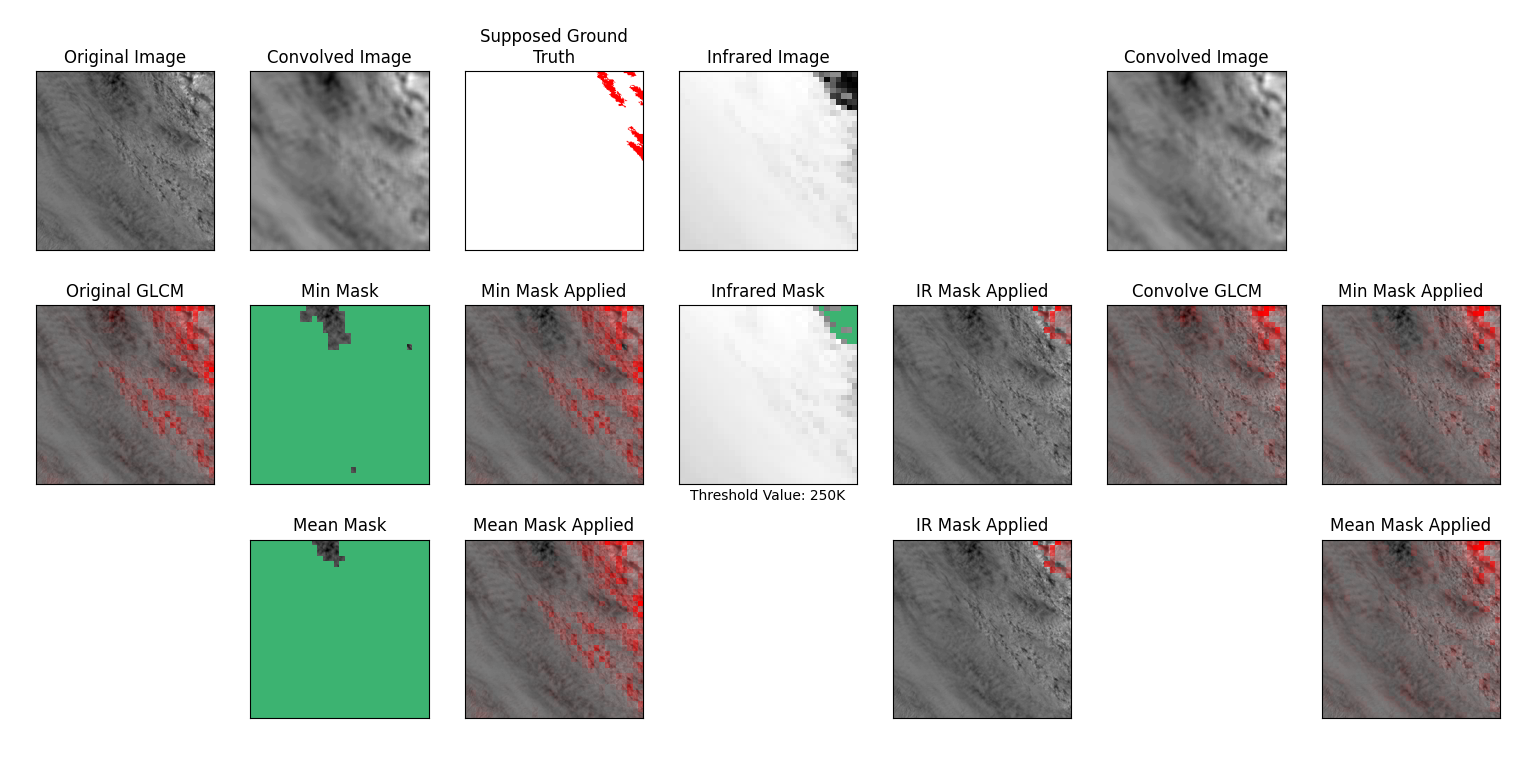 Original Image
Convolved Image
Supposed Ground
Truth
Infrared Image
Convolved Image
Original GLCM
Min Mask
Min Mask Applied
Infrared Mask
IR Mask Applied
Convolve GLCM
Min Mask Applied
Threshold Value: 250K
Mean Mask
Mean Mask Applied
IR Mask Applied
Mean Mask Applied